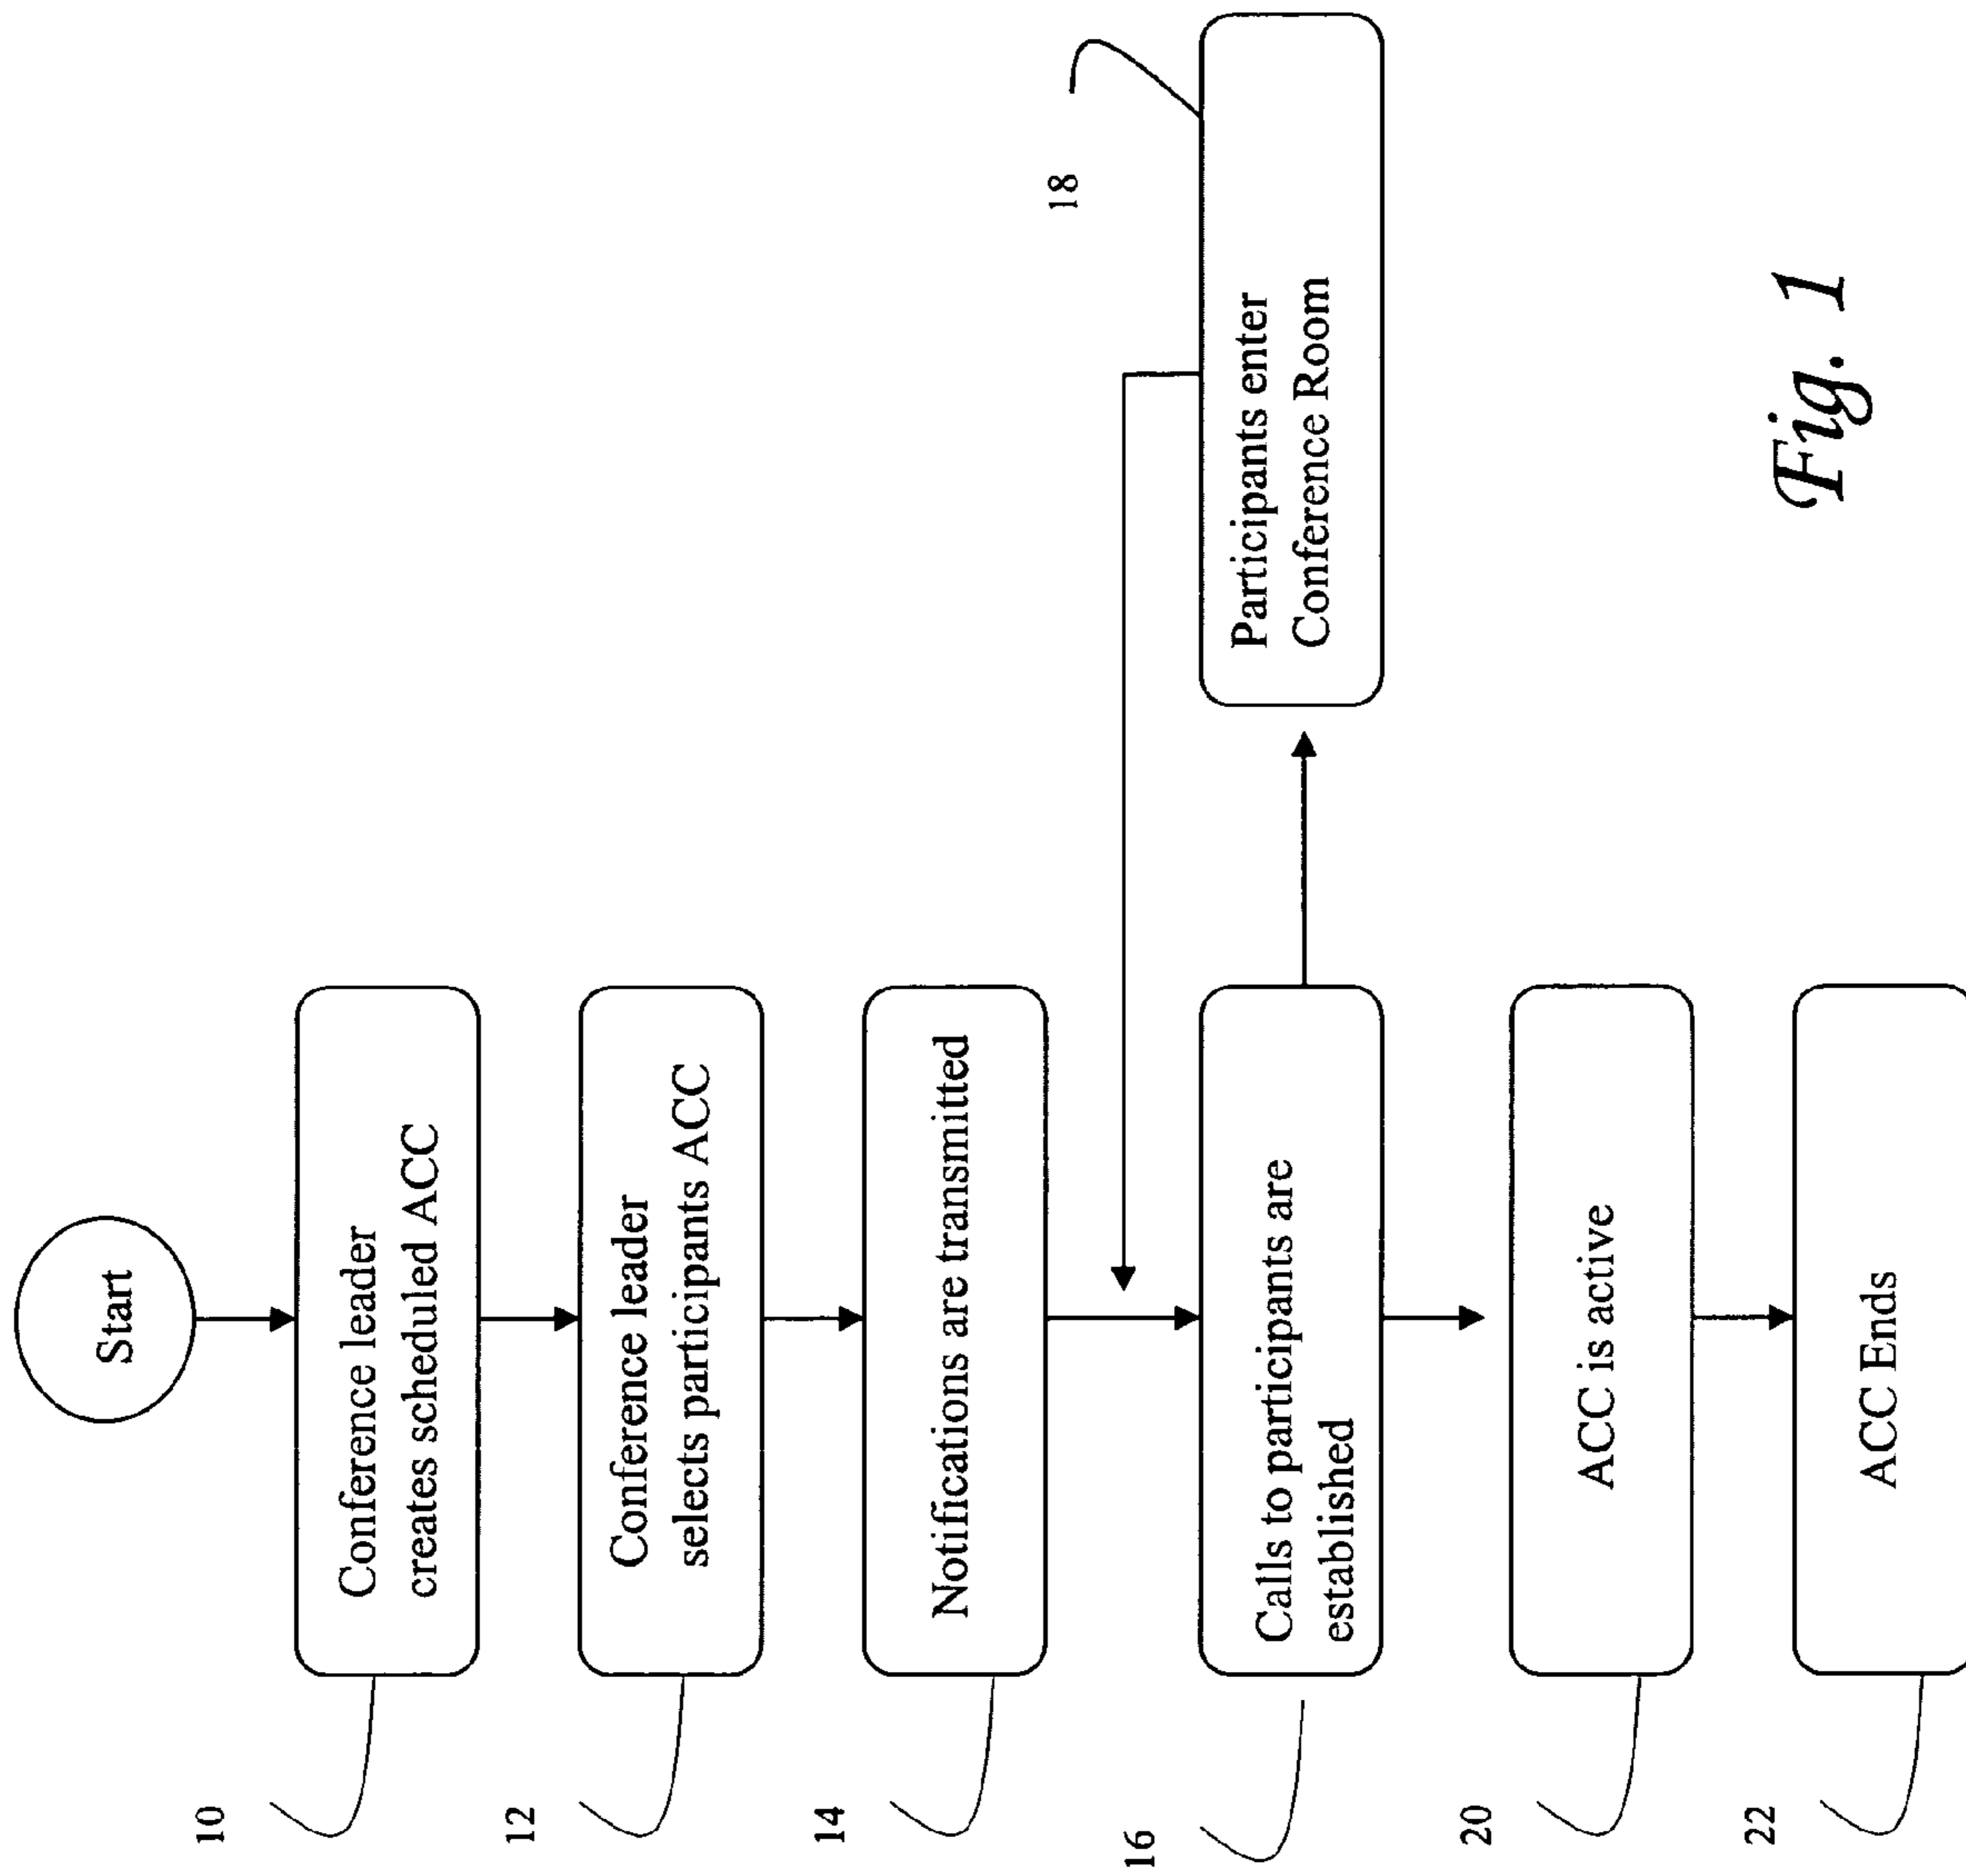 Start
10
Conference leader
creates scheduled ACC
12
Conference leader
selects participants ACC
14
Notifications are transmitted
16
Calls to participants are
established
18
Participants enter
Conference Room
20
ACC is active
22
ACC Ends
Fig. 1